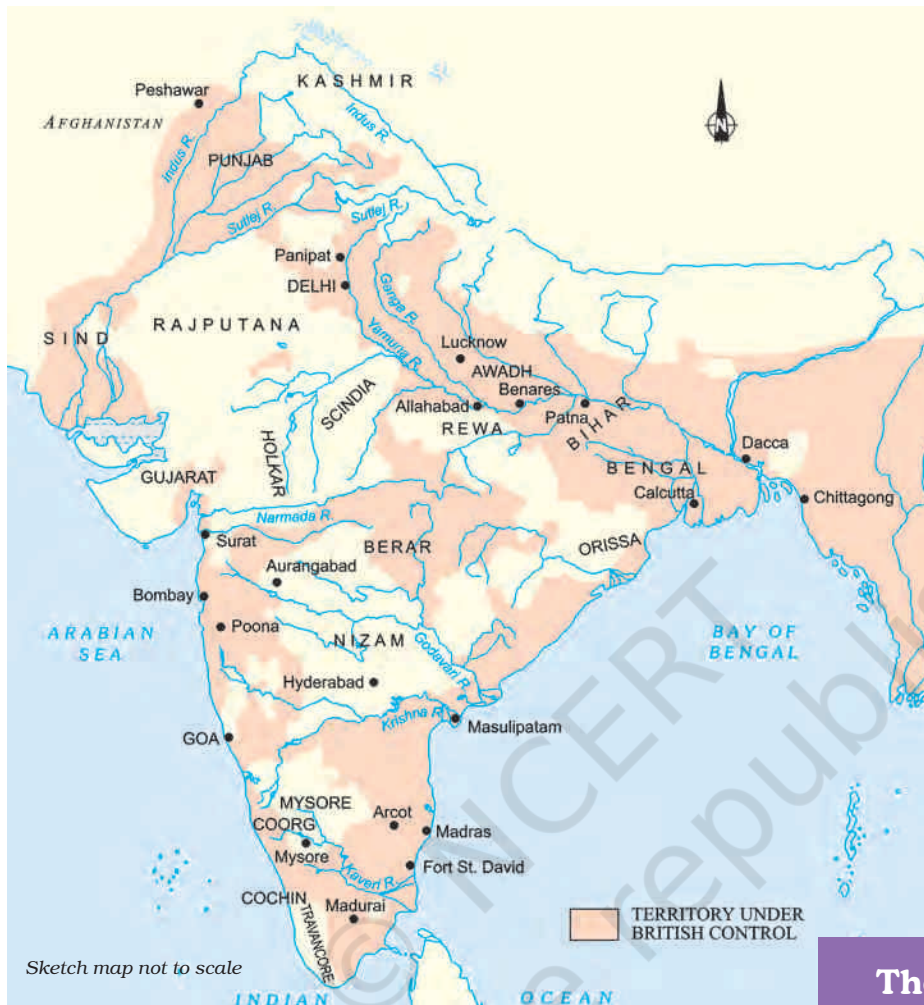 KASHMIR
Peshawar
AFGHANISTAN
Indus R.
Indus R.
N
PUNJAB
Sutlej R.
Sutlej R.
Panipat
DELHI
Ganga R.
Yamuna R.
RAJPUTANA
SIND
Lucknow
AWADH
Benares
SCINDIA
Allahabad
Patna
REWA
BIHAR
HOLKAR
Dacca
BENGAL
GUJARAT
Calcutta
Chittagong
Narmada R.
Surat
BERAR
ORISSA
Aurangabad
Bombay
Poona
ARABIAN
SEA
NIZAM
Godavari R.
BAY OF
BENGAL
Hyderabad
Krishna R.
Masulipatam
GOA
MYSORE
Arcot
COORG
Madras
Mysore
Kaveri R.
Fort St. David
COCHIN
TRAVANCORE
Madurai
TERRITORY UNDER
BRITISH CONTROL
Sketch map not to scale
INDIAN OCEAN
Th
© NCERT
e republi